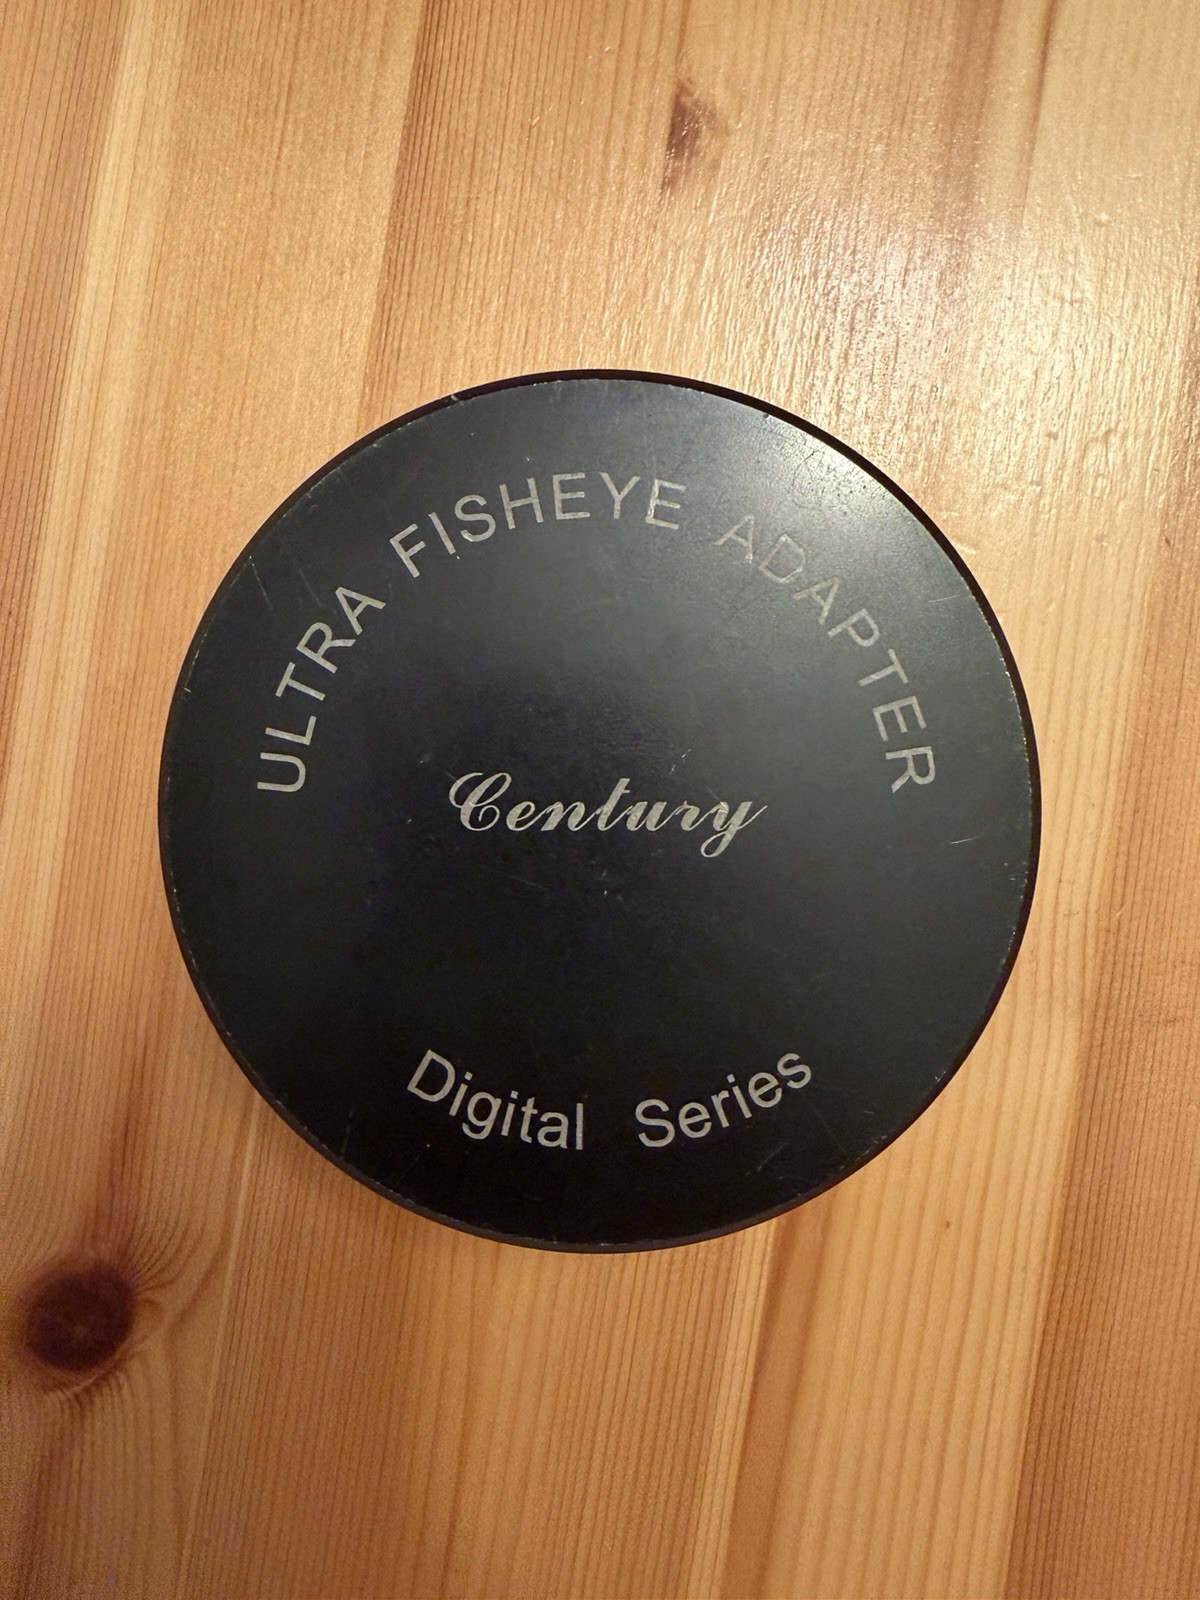 ULTRA FISHEYE ADAPTER
Century
Digital Series